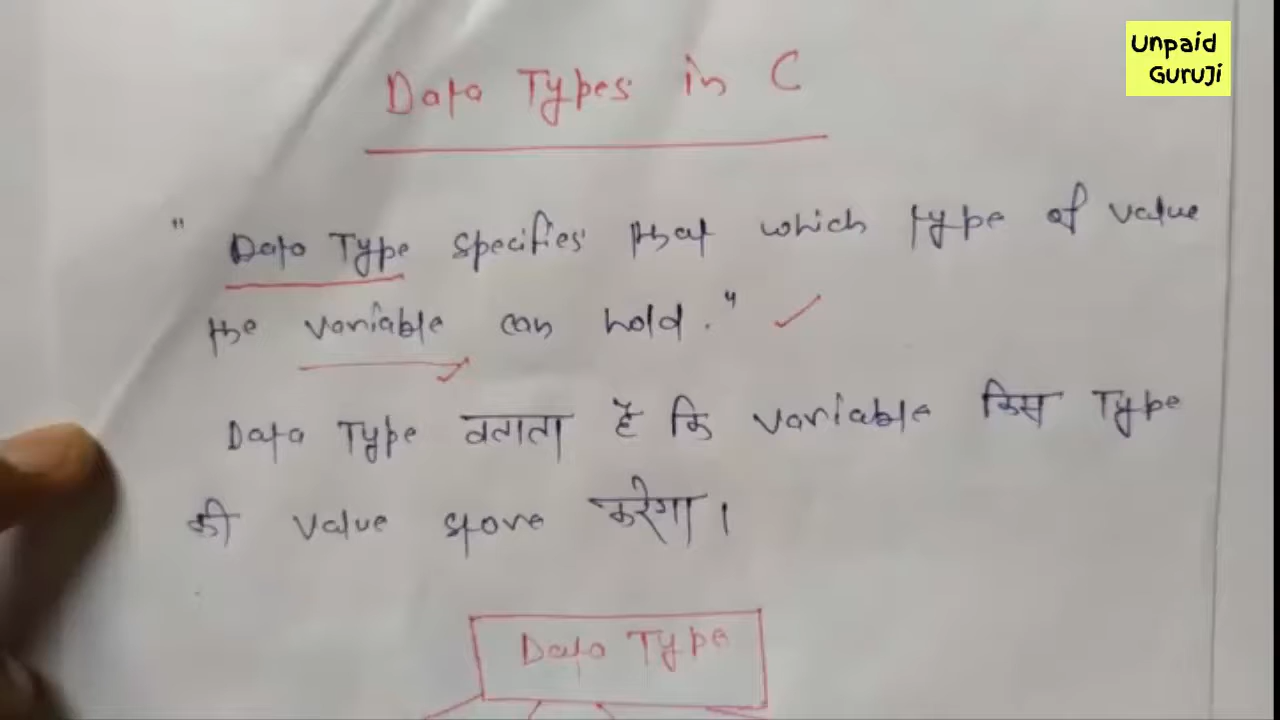 Unpaid
GuruJi
Data Types in C
" Data Type specifies that which type of value
the variable can hold."
Data Type बताता है कि variable किस Type
की value store करेगा।
Data Type